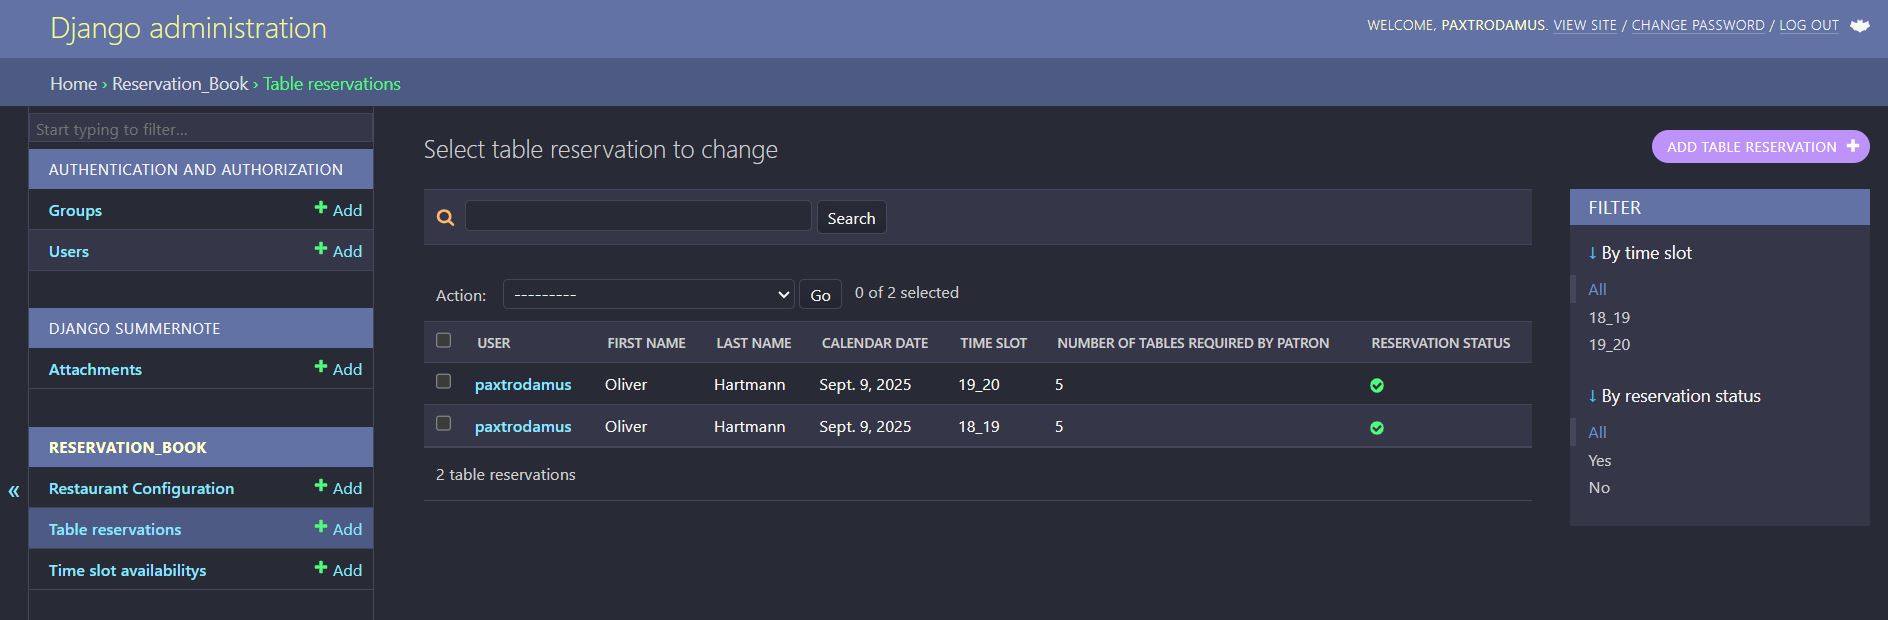 Django administration
WELCOME, PAXTRODAMUS. VIEW SITE / CHANGE PASSWORD / LOG OUT
Home › Reservation_Book › Table reservations
Start typing to filter...
AUTHENTICATION AND AUTHORIZATION
Groups + Add
Users + Add
DJANGO SUMMERNOTE
Attachments + Add
RESERVATION_BOOK
Restaurant Configuration + Add
Table reservations + Add
Time slot availabilitys + Add
«
Select table reservation to change
ADD TABLE RESERVATION +
Search
Action: --------- Go 0 of 2 selected
USER FIRST NAME LAST NAME CALENDAR DATE TIME SLOT NUMBER OF TABLES REQUIRED BY PATRON RESERVATION STATUS
paxtrodamus Oliver Hartmann Sept. 9, 2025 19_20 5
paxtrodamus Oliver Hartmann Sept. 9, 2025 18_19 5
2 table reservations
FILTER
↓ By time slot
All
18_19
19_20
↓ By reservation status
All
Yes
No